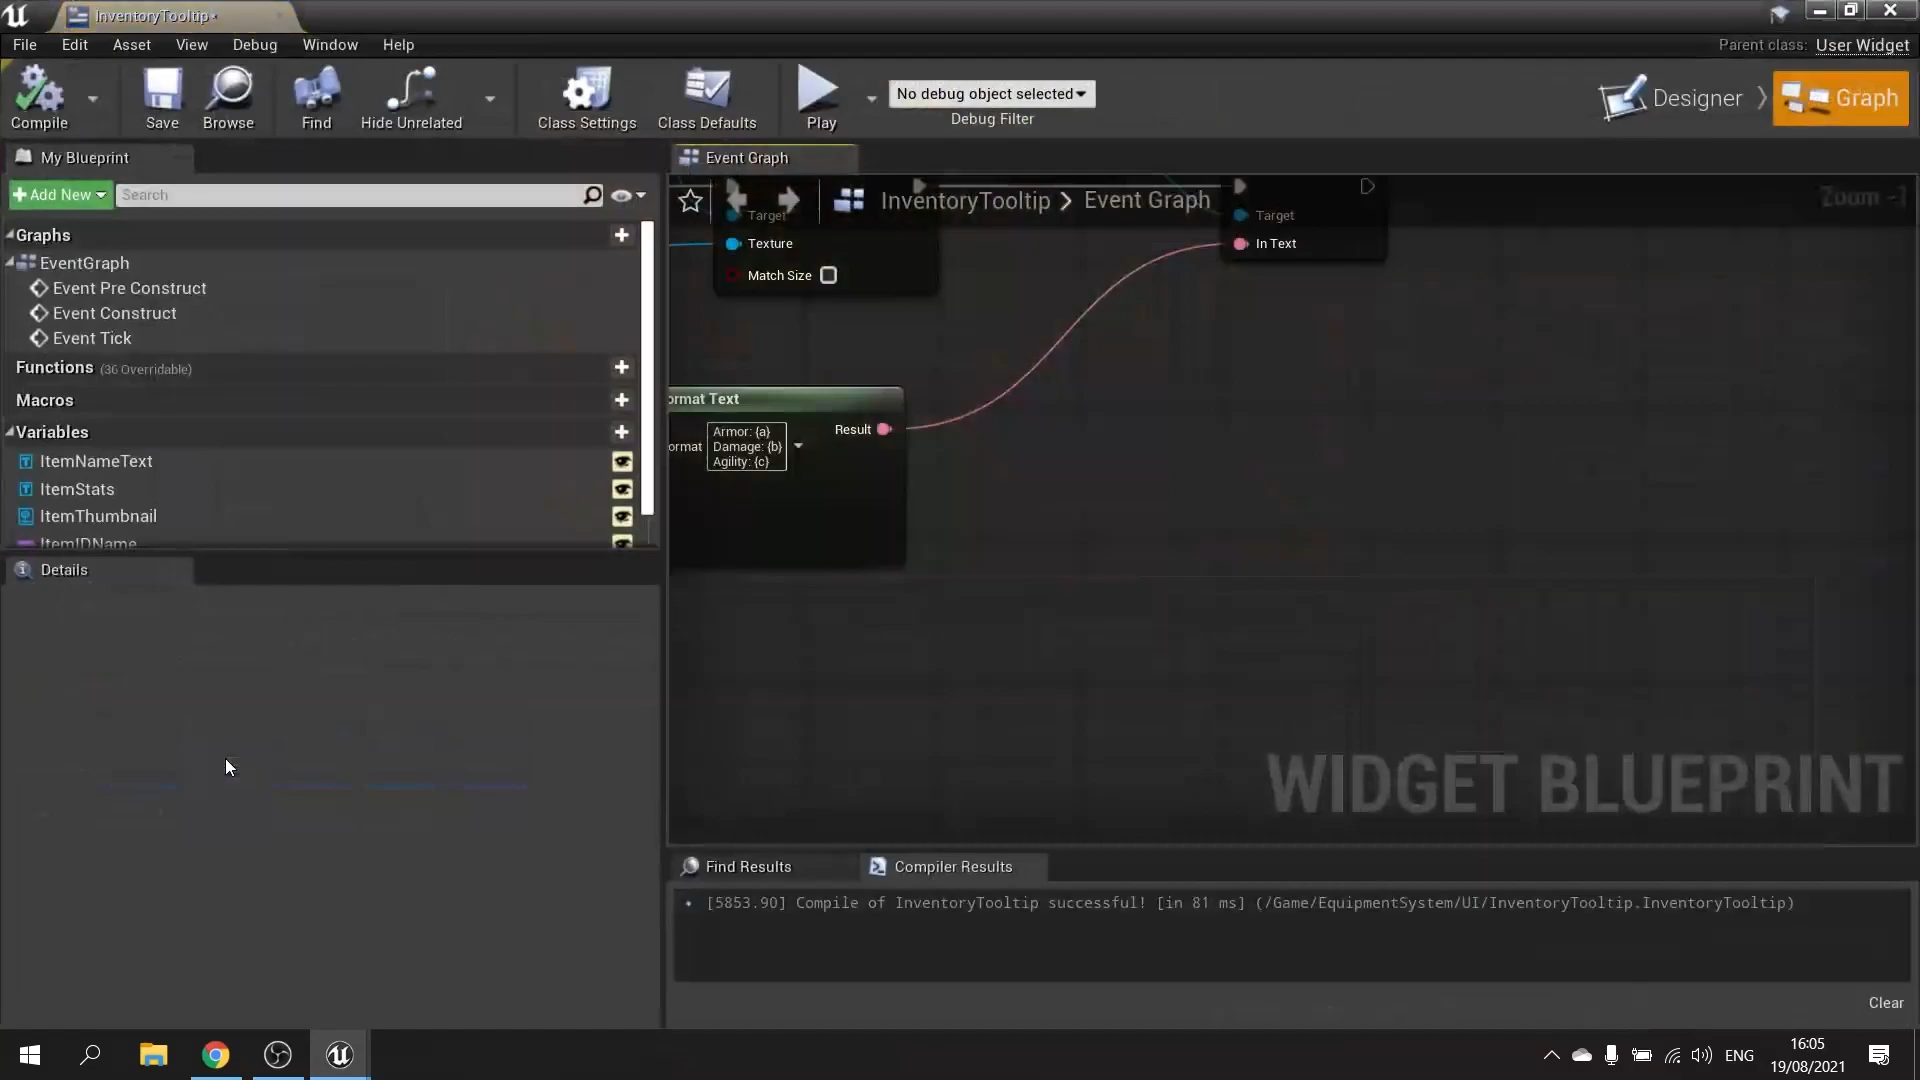 InventoryTooltip*
File Edit Asset View Debug Window Help
Parent class: User Widget
Compile Save Browse Find Hide Unrelated Class Settings Class Defaults Play
No debug object selected
Debug Filter
Designer Graph
My Blueprint
Add New Search
Graphs
EventGraph
Event Pre Construct
Event Construct
Event Tick
Functions (36 Overridable)
Macros
Variables
ItemNameText
ItemStats
ItemThumbnail
ItemIDName
Details
Event Graph
InventoryTooltip > Event Graph
Zoom -1
Target
Texture
Match Size
Target
In Text
ormat Text
ormat
Armor: {a}
Damage: {b}
Agility: {c}
Result
WIDGET BLUEPRINT
Find Results Compiler Results
• [5853.90] Compile of InventoryTooltip successful! [in 81 ms] (/Game/EquipmentSystem/UI/InventoryTooltip.InventoryTooltip)
Clear
ENG
16:05
19/08/2021